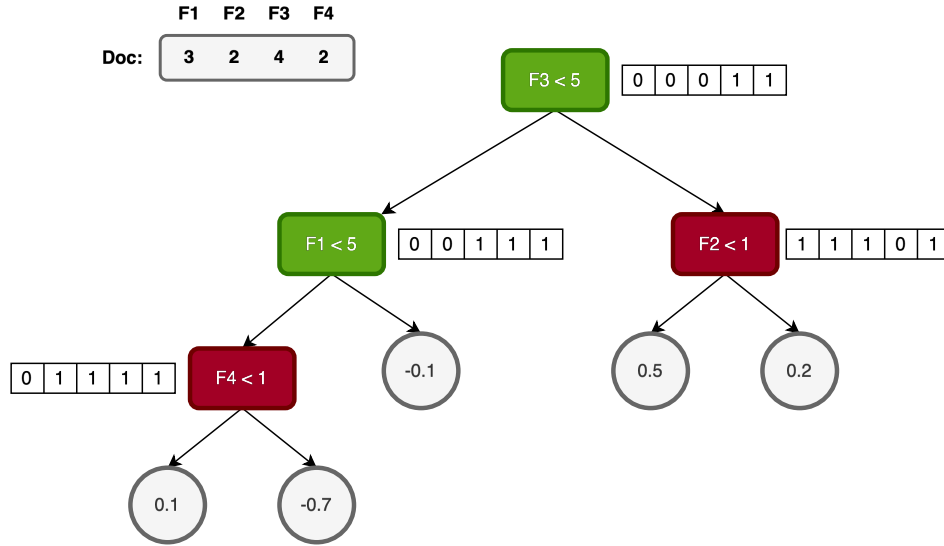 F1 F2 F3 F4
Doc: 3 2 4 2
F3 < 5 0 0 0 1 1
F1 < 5 0 0 1 1 1
F2 < 1 1 1 1 0 1
0 1 1 1 1 F4 < 1
-0.1
0.5
0.2
0.1
-0.7